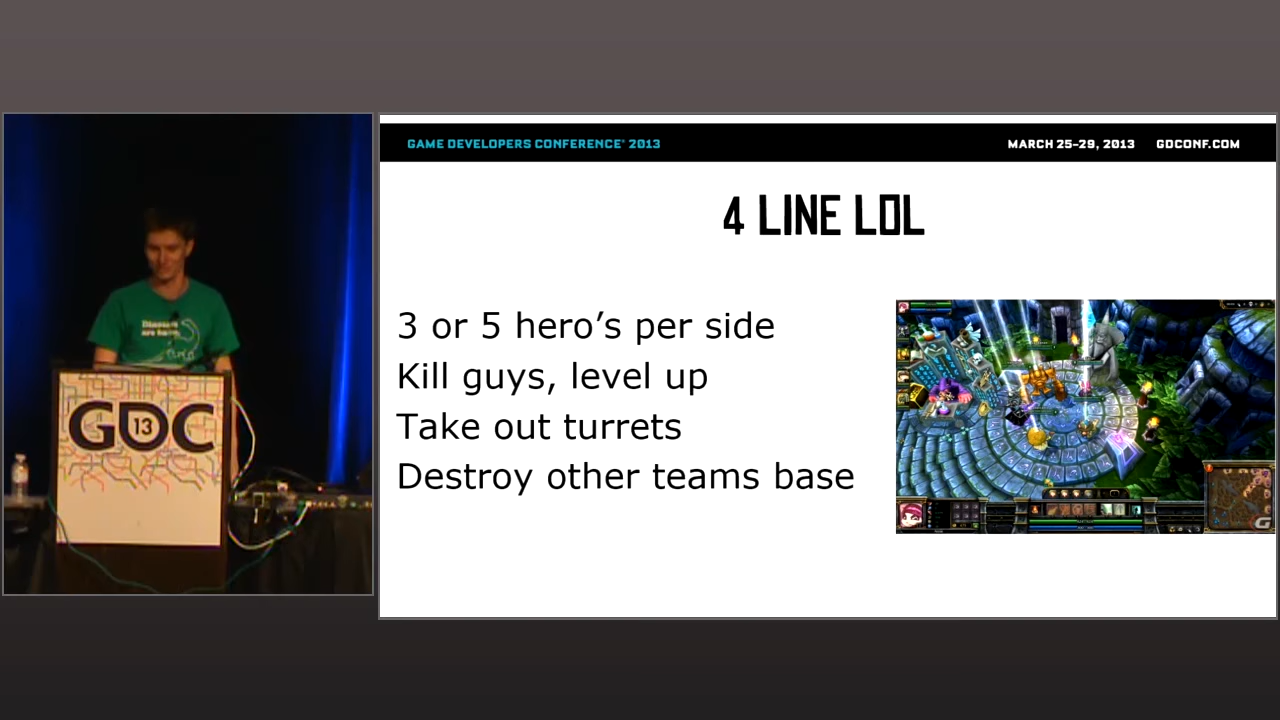 GAME DEVELOPERS CONFERENCE® 2013
MARCH 25-29, 2013 GDCONF.COM
4 LINE LOL
3 or 5 hero’s per side
Kill guys, level up
Take out turrets
Destroy other teams base
GDC
13